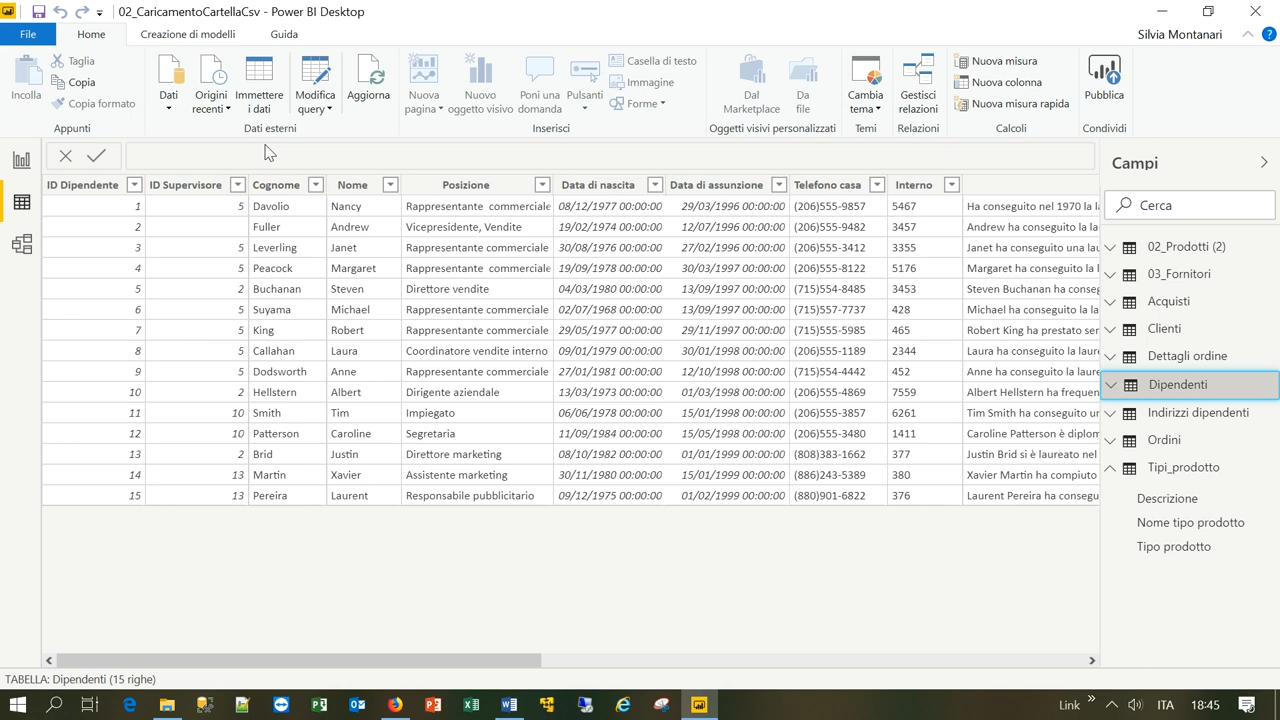 02_CaricamentoCartellaCsv - Power BI Desktop
File Home Creazione di modelli Guida Silvia Montanari
Incolla Taglia Copia Copia formato
Dati Origini recenti Immettere i dati Modifica query Aggiorna
Nuova pagina Nuovo oggetto visivo Poni una domanda Pulsanti Casella di testo Immagine Forme
Dal Marketplace Da file Cambia tema Gestisci relazioni Nuova misura Nuova colonna Nuova misura rapida Pubblica
Appunti Dati esterni Inserisci Oggetti visivi personalizzati Temi Relazioni Calcoli Condividi
ID Dipendente ID Supervisore Cognome Nome Posizione Data di nascita Data di assunzione Telefono casa Interno
1 5 Davolio Nancy Rappresentante commerciale 08/12/1977 00:00:00 29/03/1996 00:00:00 (206)555-9857 5467 Ha conseguito nel 1970 la la
2 Fuller Andrew Vicepresidente, Vendite 19/02/1974 00:00:00 12/07/1996 00:00:00 (206)555-9482 3457 Andrew ha conseguito la la
3 5 Leverling Janet Rappresentante commerciale 30/08/1976 00:00:00 27/02/1996 00:00:00 (206)555-3412 3355 Janet ha conseguito una lau
4 5 Peacock Margaret Rappresentante commerciale 19/09/1978 00:00:00 30/03/1997 00:00:00 (206)555-8122 5176 Margaret ha conseguito la l
5 2 Buchanan Steven Direttore vendite 04/03/1980 00:00:00 13/09/1997 00:00:00 (715)554-8485 3453 Steven Buchanan ha conseg
6 5 Suyama Michael Rappresentante commerciale 02/07/1968 00:00:00 13/09/1997 00:00:00 (715)557-7737 428 Michael ha conseguito la lau
7 5 King Robert Rappresentante commerciale 29/05/1977 00:00:00 29/11/1997 00:00:00 (715)555-5985 465 Robert King ha prestato ser
8 5 Callahan Laura Coordinatore vendite interno 09/01/1979 00:00:00 30/01/1998 00:00:00 (206)555-1189 2344 Laura ha conseguito la laure
9 5 Dodsworth Anne Rappresentante commerciale 27/01/1981 00:00:00 12/10/1998 00:00:00 (715)554-4442 452 Anne ha conseguito la laure
10 2 Hellstern Albert Dirigente aziendale 13/03/1973 00:00:00 13/01/1998 00:00:00 (206)555-4869 7559 Albert Hellstern ha frequen
11 10 Smith Tim Impiegato 06/06/1978 00:00:00 15/01/1998 00:00:00 (206)555-3857 6261 Tim Smith ha conseguito un
12 10 Patterson Caroline Segretaria 11/09/1984 00:00:00 15/05/1998 00:00:00 (206)555-3480 1411 Caroline Patterson è diplom
13 2 Brid Justin Direttore marketing 08/10/1982 00:00:00 01/01/1999 00:00:00 (808)383-1662 377 Justin Brid si è laureato nel
14 13 Martin Xavier Assistente marketing 30/11/1980 00:00:00 15/01/1999 00:00:00 (886)243-5389 380 Xavier Martin ha compiuto
15 13 Pereira Laurent Responsabile pubblicitario 09/12/1975 00:00:00 01/02/1999 00:00:00 (880)901-6822 376 Laurent Pereira ha consegu
Campi
Cerca
02_Prodotti (2)
03_Fornitori
Acquisti
Clienti
Dettagli ordine
Dipendenti
Indirizzi dipendenti
Ordini
Tipi_prodotto
Descrizione
Nome tipo prodotto
Tipo prodotto
TABELLA: Dipendenti (15 righe)
Link ITA 18:45